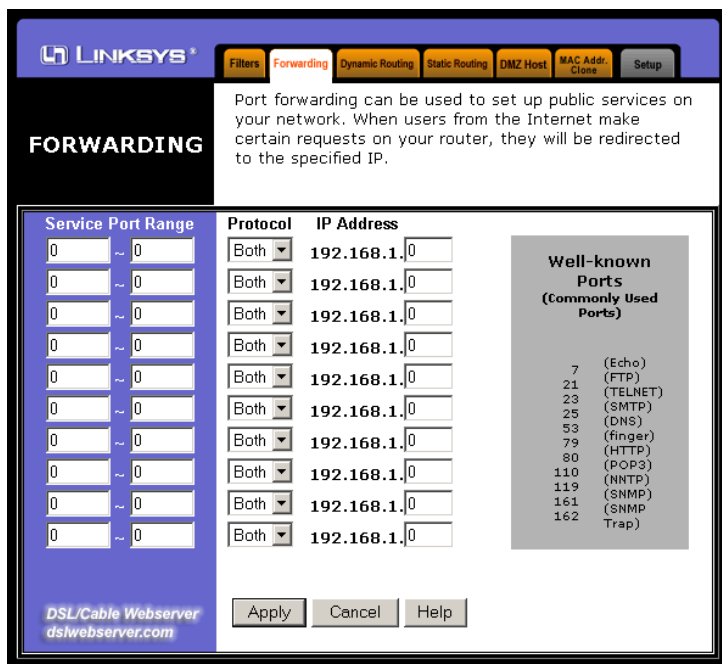 LINKSYS®
Filters Forwarding Dynamic Routing Static Routing DMZ Host MAC Addr. Clone Setup
FORWARDING
Port forwarding can be used to set up public services on
your network. When users from the Internet make
certain requests on your router, they will be redirected
to the specified IP.
Service Port Range Protocol IP Address
0 ~ 0 Both 192.168.1.0
0 ~ 0 Both 192.168.1.0
0 ~ 0 Both 192.168.1.0
0 ~ 0 Both 192.168.1.0
0 ~ 0 Both 192.168.1.0
0 ~ 0 Both 192.168.1.0
0 ~ 0 Both 192.168.1.0
0 ~ 0 Both 192.168.1.0
0 ~ 0 Both 192.168.1.0
0 ~ 0 Both 192.168.1.0
Well-known
Ports
(Commonly Used
Ports)
7 (Echo)
21 (FTP)
23 (TELNET)
25 (SMTP)
53 (DNS)
79 (finger)
80 (HTTP)
110 (POP3)
119 (NNTP)
161 (SNMP)
162 (SNMP
Trap)
DSL/Cable Webserver
dslwebserver.com
Apply Cancel Help